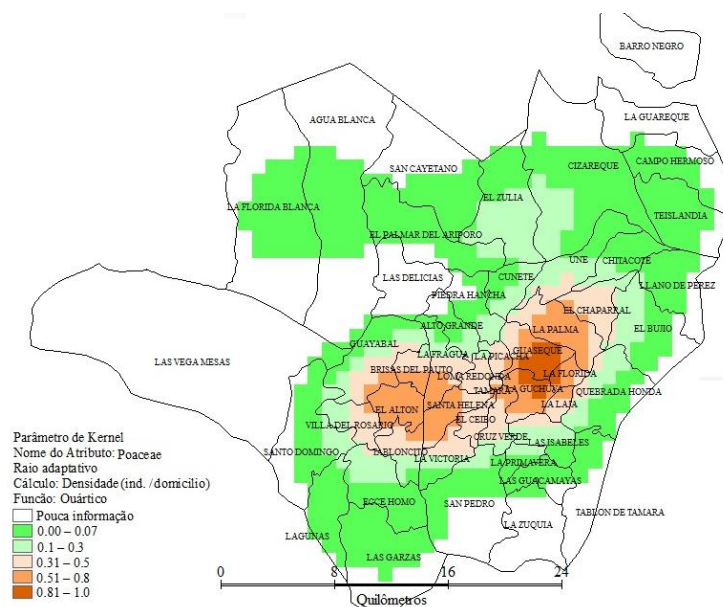 BARRO NEGRO
AGUA BLANCA
LA GUAREQUE
SAN CAYETANO
CIZAREQUE
CAMPO HERMOSO
EL ZULIA
LA FLORIDA BLANCA
TEISLANDIA
EL PALMAR DEL ARIPORO
UNE
CHITACOTE
LAS DELICIAS
CUNETE
LLANO DE PEREZ
PIEDRA HANCHA
EL CHAPARRAL
ALTO GRANDE
LA PALMA
EL BUJIO
GUAYABAL
LA FRAGUA
LA PICACHA
GUASEQUE
LAS VEGA MESAS
BRISAS DEL PAUTO
LOMA REDONDA
LA FLORIDA
TAMARA
LA GUCHUVA
QUEBRADA HONDA
EL ALTON
SANTA HELENA
LA LAJA
VILLA DEL ROSARIO
EL CEIBO
CRUZ VERDE
LAS ISABELES
SANTO DOMINGO
TABLONCITO
LA VICTORIA
LA PRIMAVERA
LAS GUACAMAYAS
ECCE HOMO
SAN PEDRO
TABLON DE TAMARA
LA ZUQUIA
LAGUNAS
LAS GARZAS
Parâmetro de Kernel
Nome do Atributo: Poaceae
Raio adaptativo
Cálculo: Densidade (ind. / domicilio)
Função: Quártico
Pouca informação
0.00 – 0.07
0.1 – 0.3
0.31 – 0.5
0.51 – 0.8
0.81 – 1.0
0 8 16 24
Quilômetros